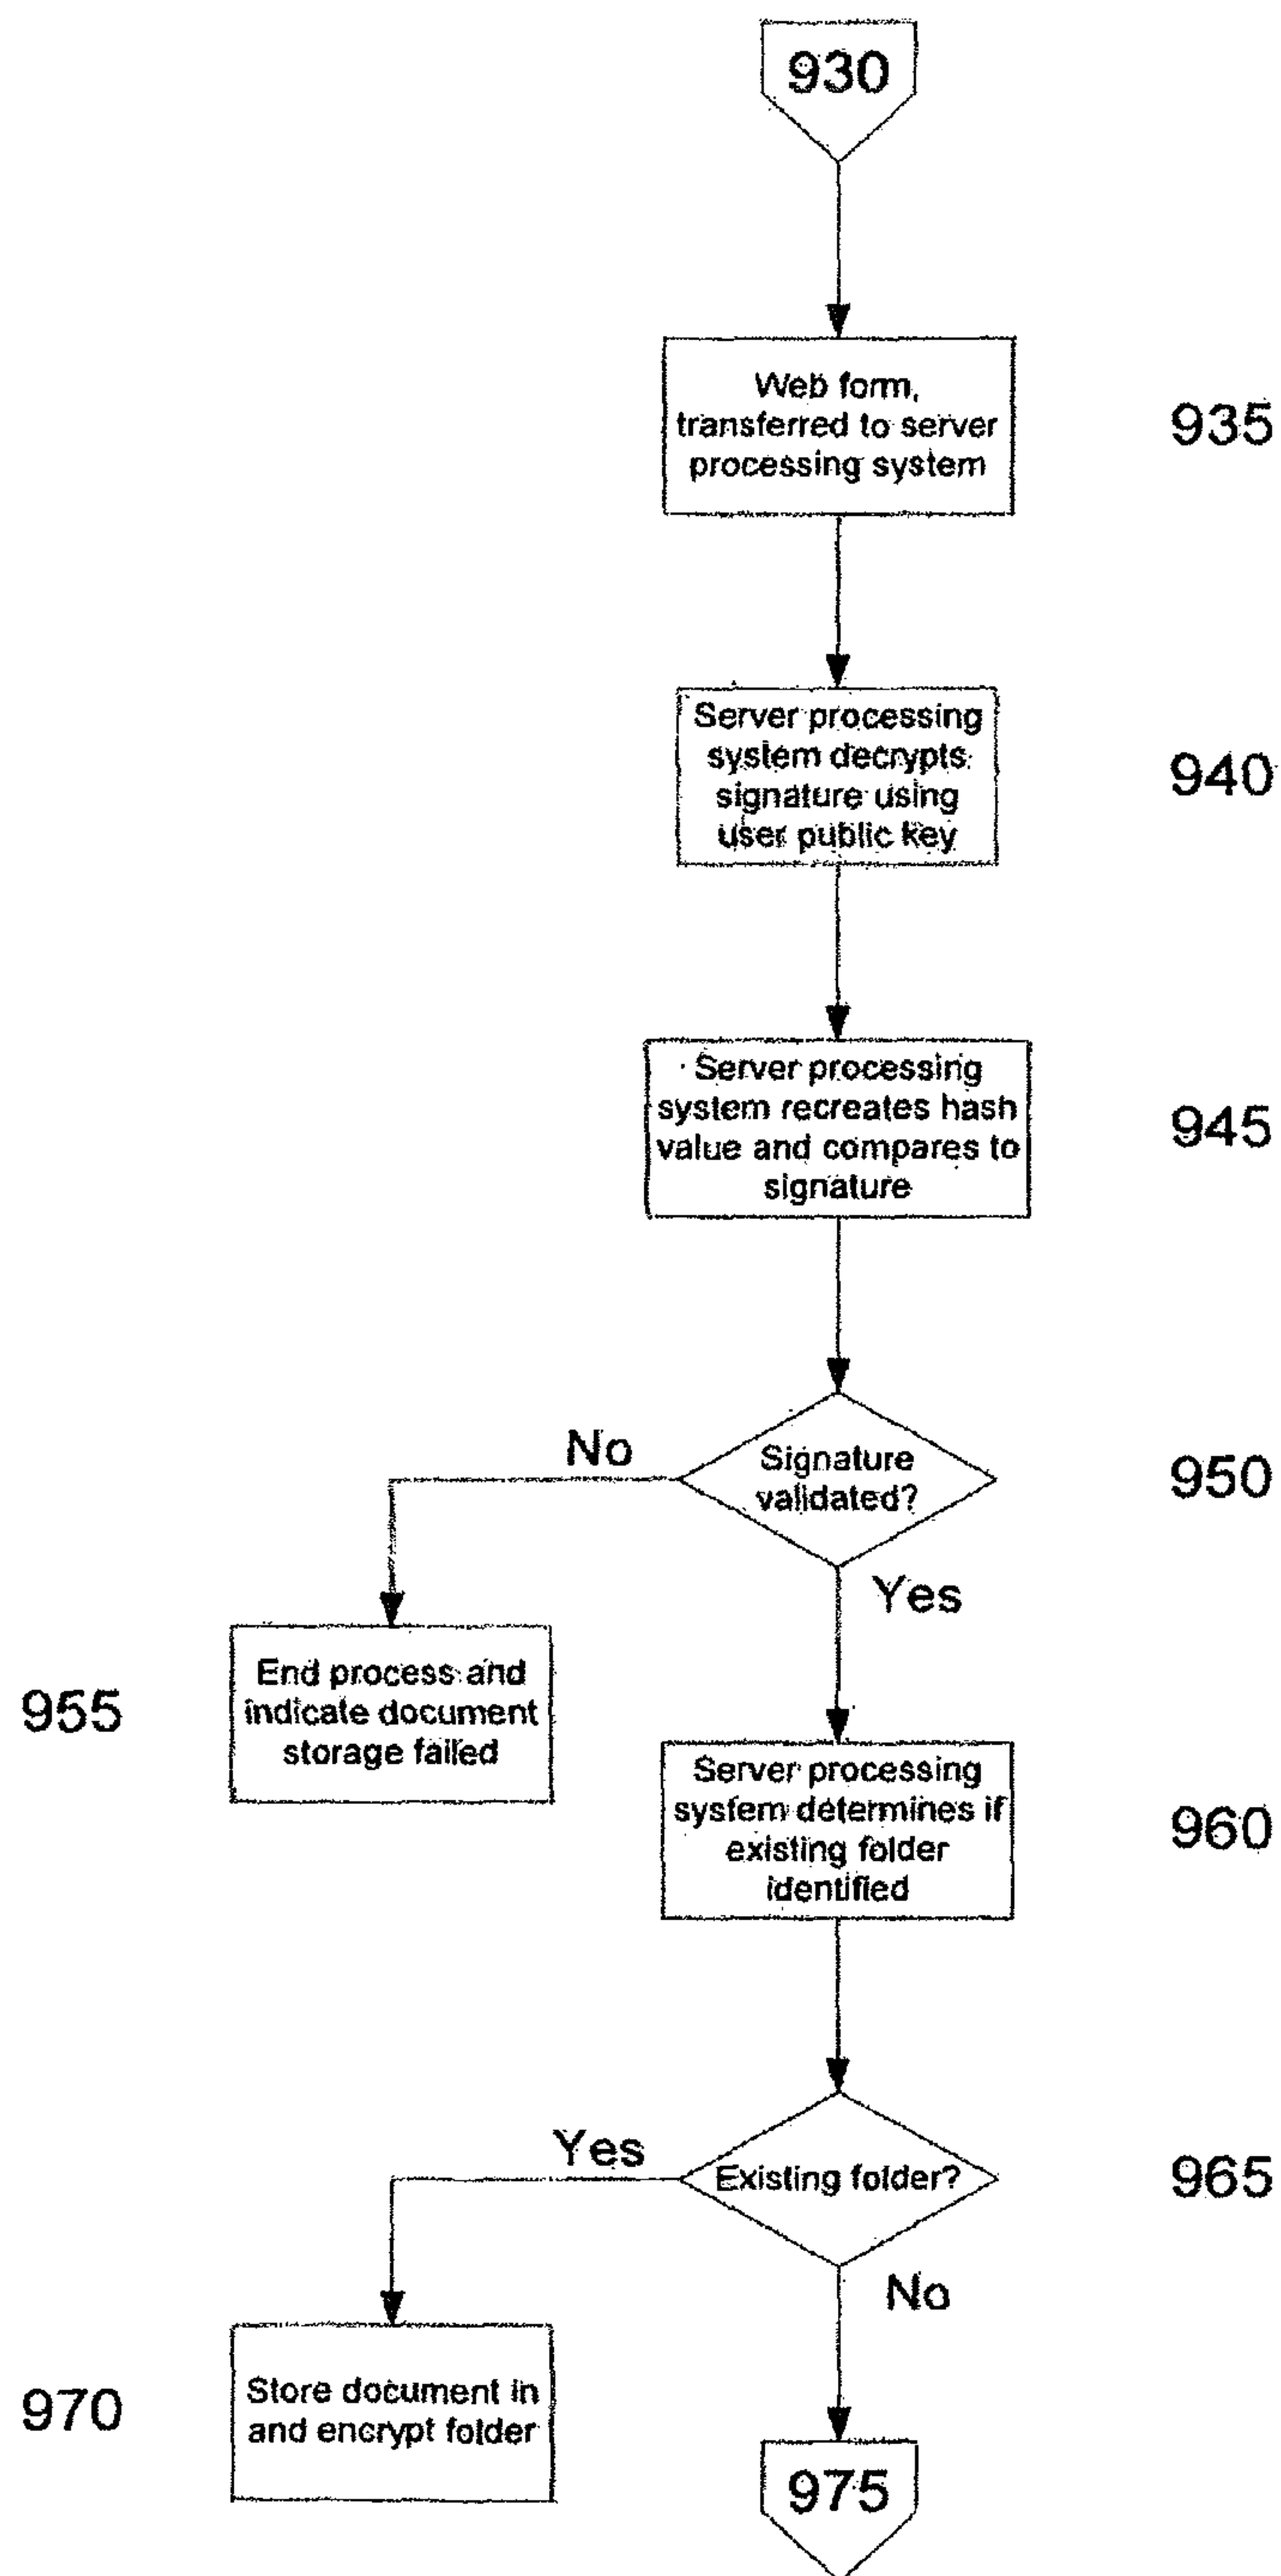 930
Web form,
transferred to server
processing system
935
Server processing
system decrypts
signature using
user public key
940
Server processing
system recreates hash
value and compares to
signature
945
No
Signature
validated?
950
Yes
955
End process and
indicate document
storage failed
Server processing
system determines if
existing folder
identified
960
Yes
Existing folder?
965
No
970
Store document in
and encrypt folder
975